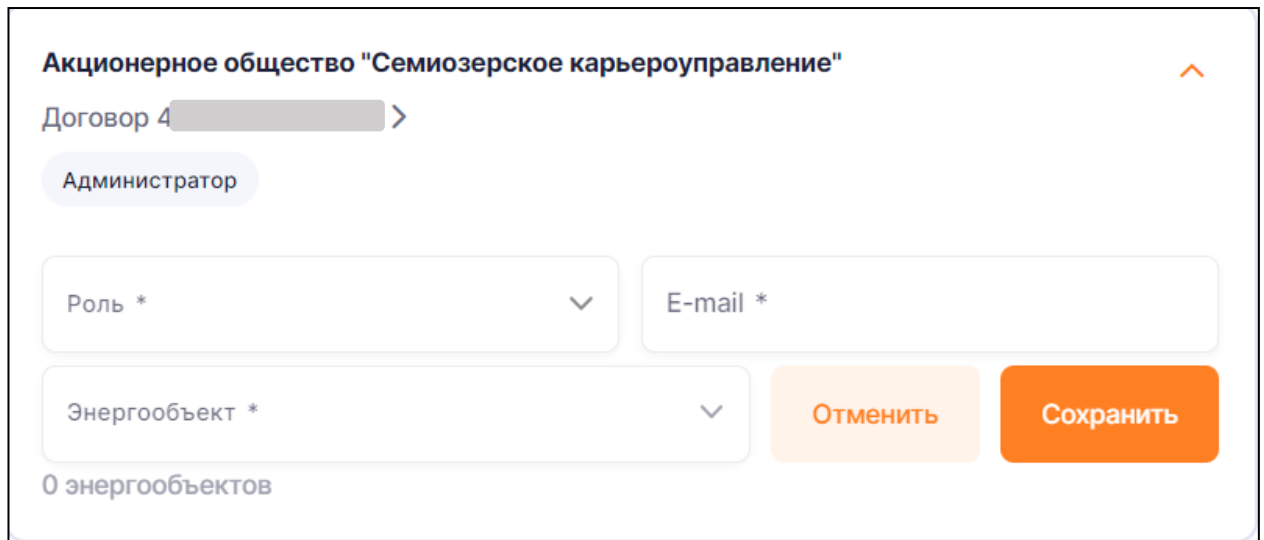 Акционерное общество "Семиозерское карьероуправление"
Договор 4
Администратор
Роль *
E-mail *
Энергообъект *
Отменить
Сохранить
0 энергообъектов